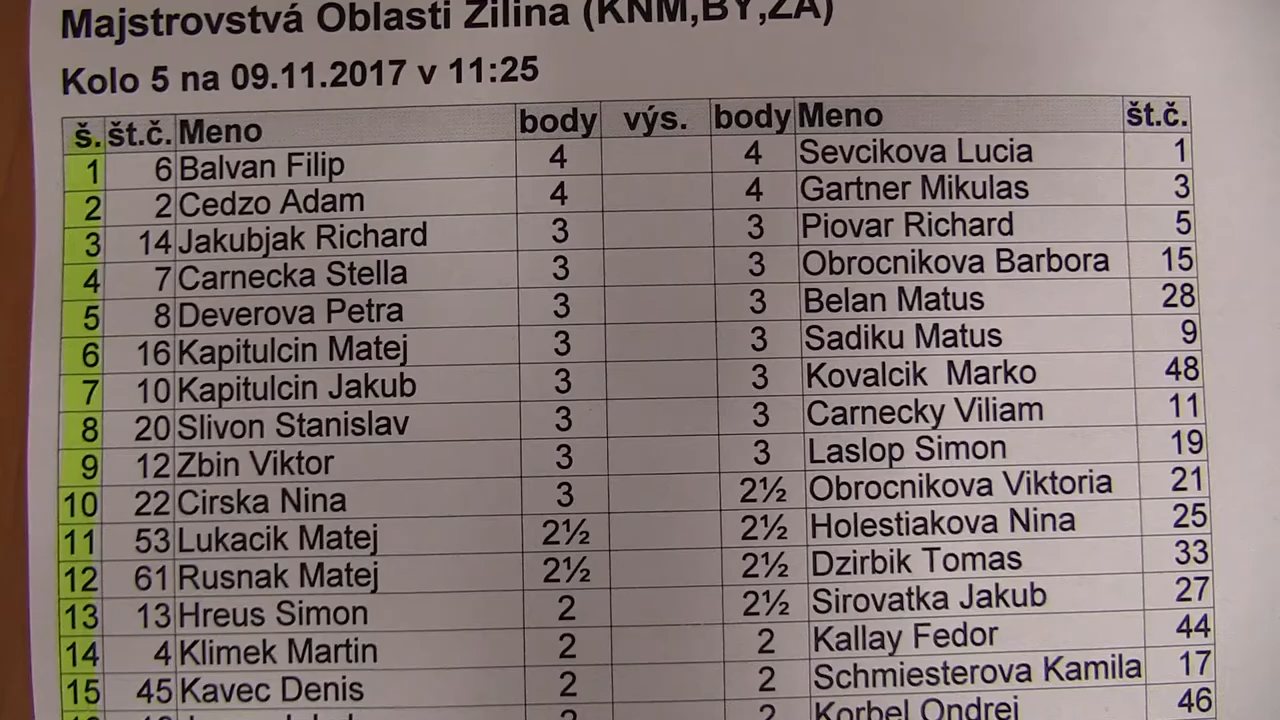 Majstrovstvá Oblasti Žilina (KNM,BY,ZA)
Kolo 5 na 09.11.2017 v 11:25
š. št.č. Meno body výs. body Meno št.č.
1 6 Balvan Filip 4 4 Sevcikova Lucia 1
2 2 Cedzo Adam 4 4 Gartner Mikulas 3
3 14 Jakubjak Richard 3 3 Piovar Richard 5
4 7 Carnecka Stella 3 3 Obrocnikova Barbora 15
5 8 Deverova Petra 3 3 Belan Matus 28
6 16 Kapitulcin Matej 3 3 Sadiku Matus 9
7 10 Kapitulcin Jakub 3 3 Kovalcik Marko 48
8 20 Slivon Stanislav 3 3 Carnecky Viliam 11
9 12 Zbin Viktor 3 3 Laslop Simon 19
10 22 Cirska Nina 3 2½ Obrocnikova Viktoria 21
11 53 Lukacik Matej 2½ 2½ Holestiakova Nina 25
12 61 Rusnak Matej 2½ 2½ Dzirbik Tomas 33
13 13 Hreus Simon 2 2½ Sirovatka Jakub 27
14 4 Klimek Martin 2 2 Kallay Fedor 44
15 45 Kavec Denis 2 2 Schmiesterova Kamila 17
2 2 Korbel Ondrej 46